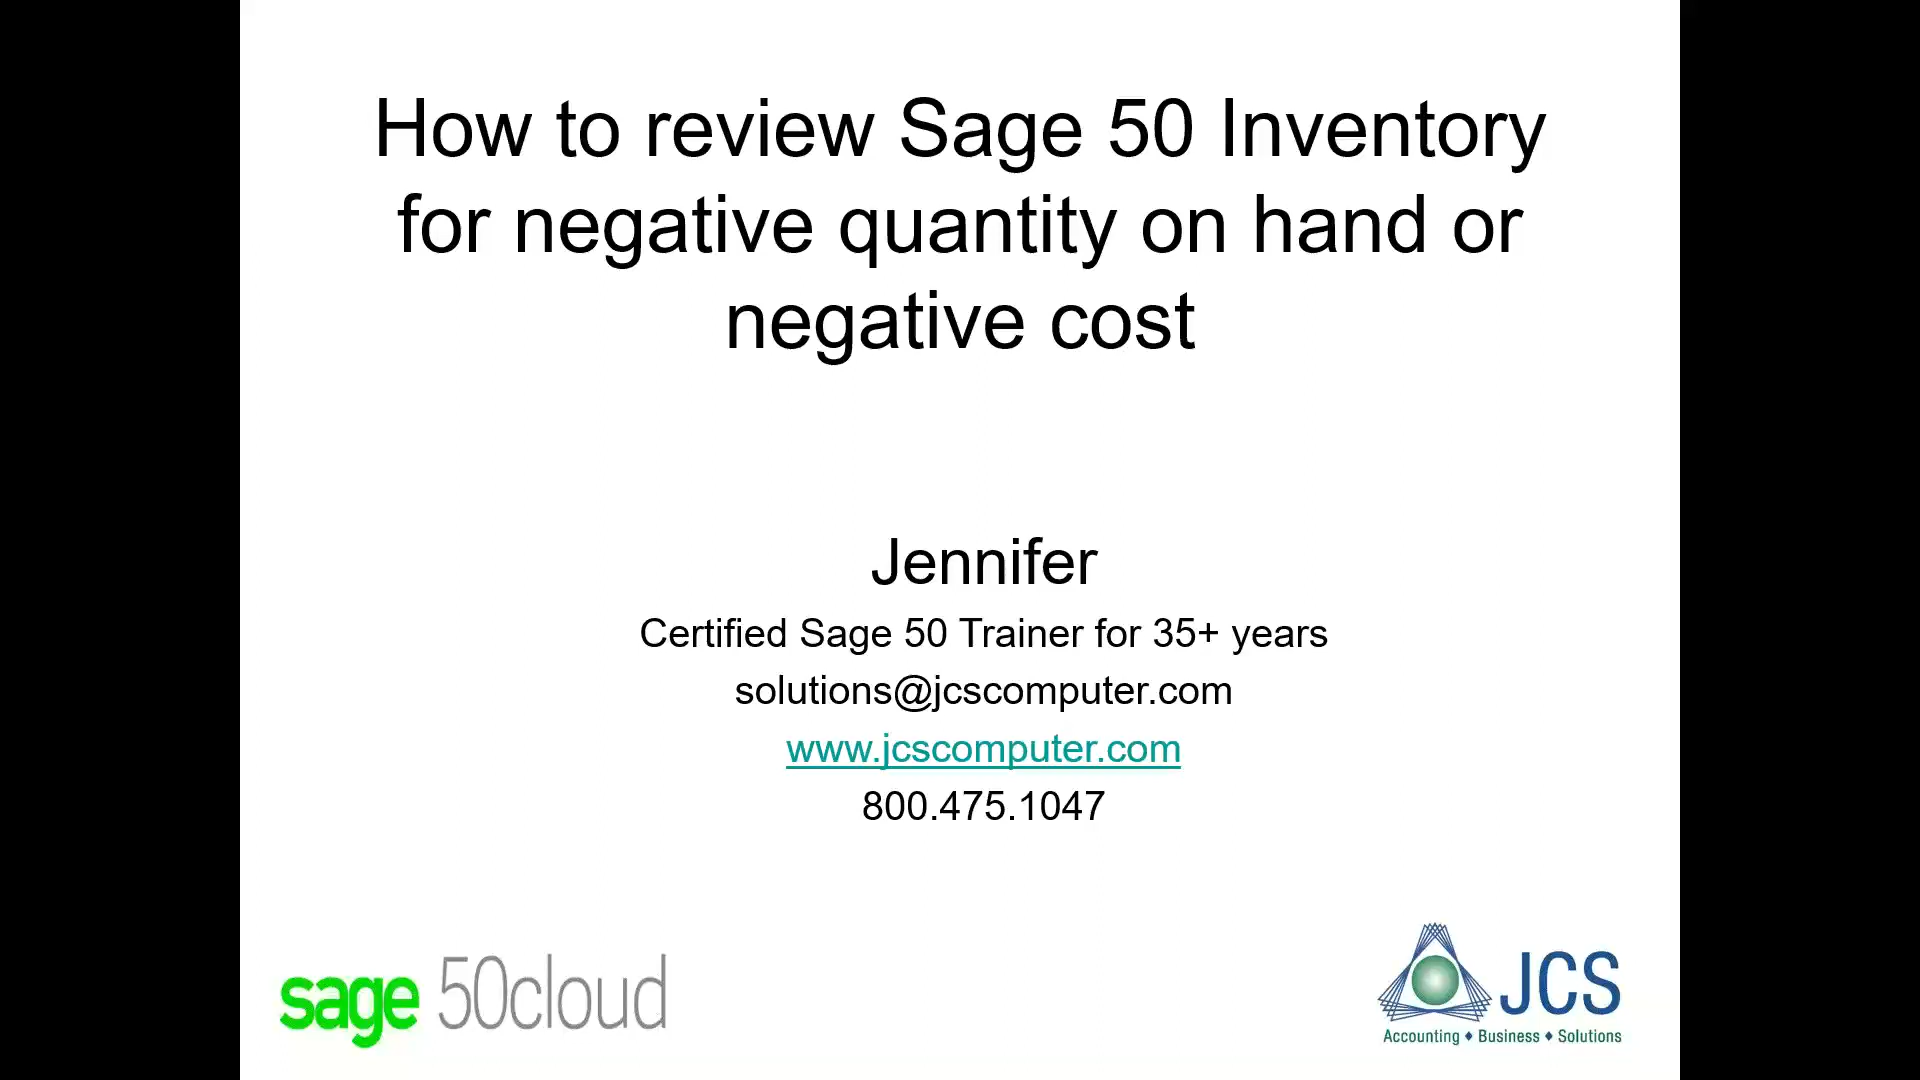 How to review Sage 50 Inventory
for negative quantity on hand or
negative cost
Jennifer
Certified Sage 50 Trainer for 35+ years
solutions@jcscomputer.com
www.jcscomputer.com
800.475.1047
sage 50cloud
JCS
Accounting ♦ Business ♦ Solutions